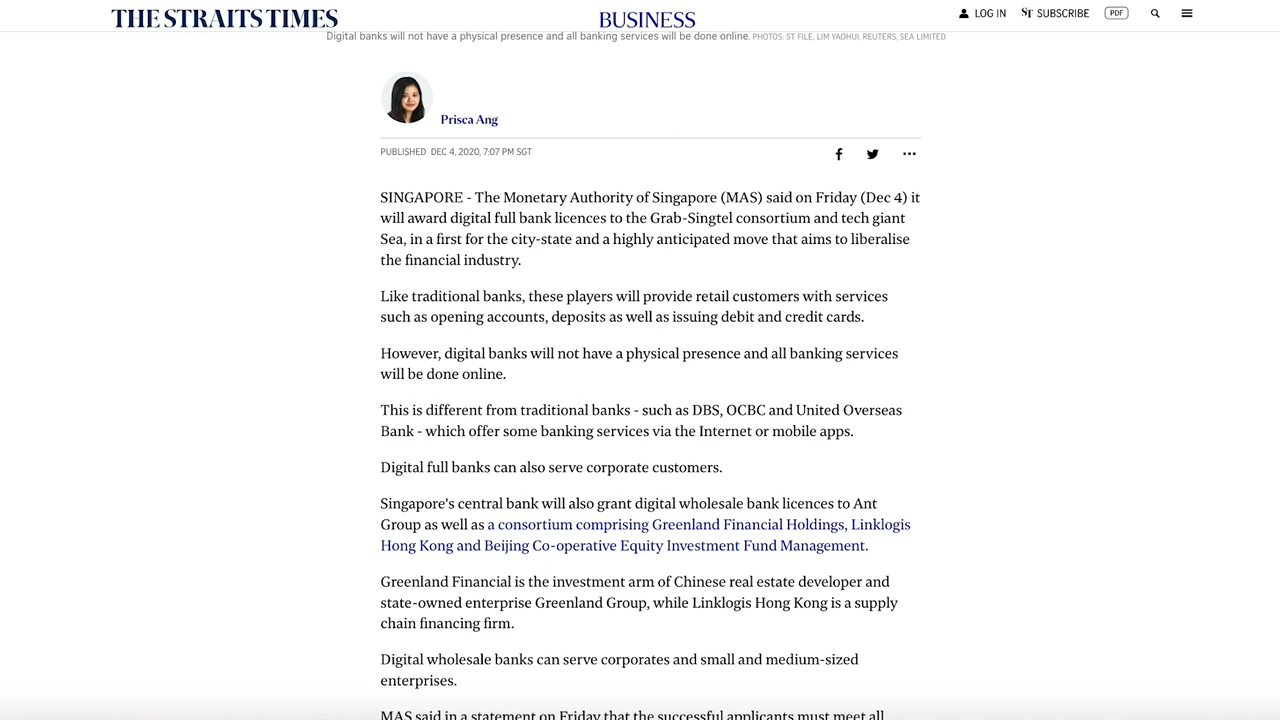 THE STRAITS TIMES
BUSINESS
LOG IN
ST SUBSCRIBE
PDF
Digital banks will not have a physical presence and all banking services will be done online. PHOTOS: ST FILE, LIM YAOHUI, REUTERS, SEA LIMITED
Prisca Ang
PUBLISHED DEC 4, 2020, 7:07 PM SGT
SINGAPORE - The Monetary Authority of Singapore (MAS) said on Friday (Dec 4) it
will award digital full bank licences to the Grab-Singtel consortium and tech giant
Sea, in a first for the city-state and a highly anticipated move that aims to liberalise
the financial industry.
Like traditional banks, these players will provide retail customers with services
such as opening accounts, deposits as well as issuing debit and credit cards.
However, digital banks will not have a physical presence and all banking services
will be done online.
This is different from traditional banks - such as DBS, OCBC and United Overseas
Bank - which offer some banking services via the Internet or mobile apps.
Digital full banks can also serve corporate customers.
Singapore's central bank will also grant digital wholesale bank licences to Ant
Group as well as a consortium comprising Greenland Financial Holdings, Linklogis
Hong Kong and Beijing Co-operative Equity Investment Fund Management.
Greenland Financial is the investment arm of Chinese real estate developer and
state-owned enterprise Greenland Group, while Linklogis Hong Kong is a supply
chain financing firm.
Digital wholesale banks can serve corporates and small and medium-sized
enterprises.
MAS said in a statement on Friday that the successful applicants must meet all